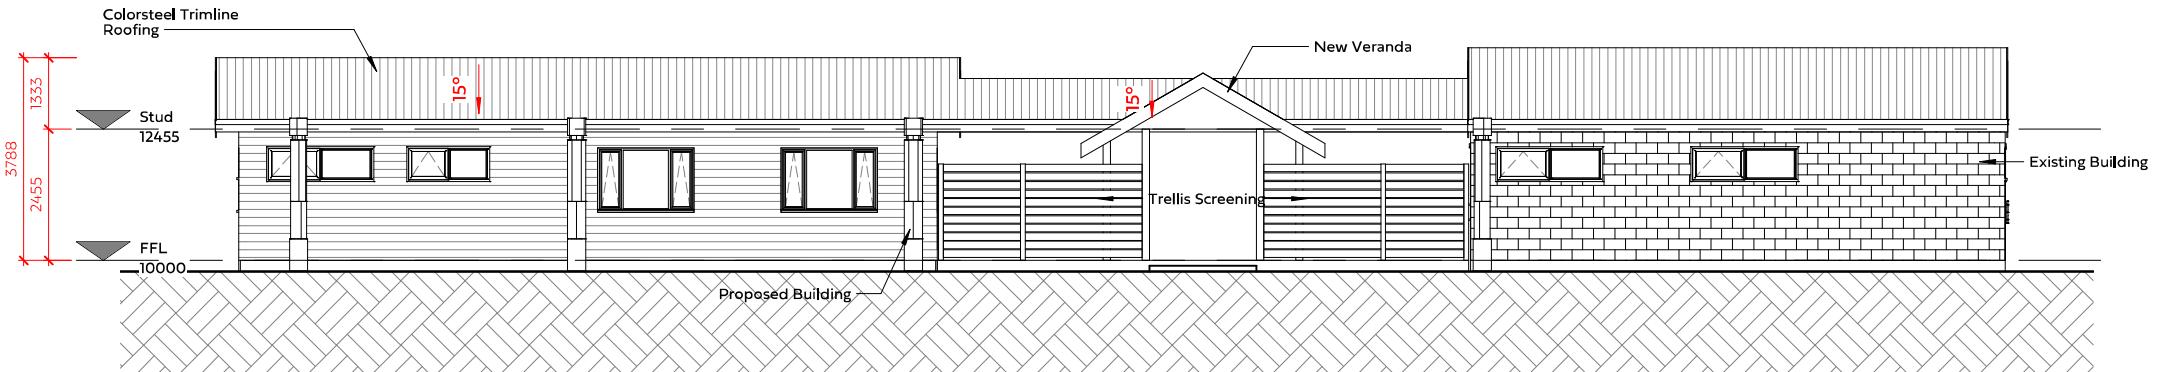 Colorsteel Trimline
Roofing
New Veranda
1333
3788
2455
15°
15°
Stud
12455
Existing Building
Trellis Screening
FFL
10000
Proposed Building